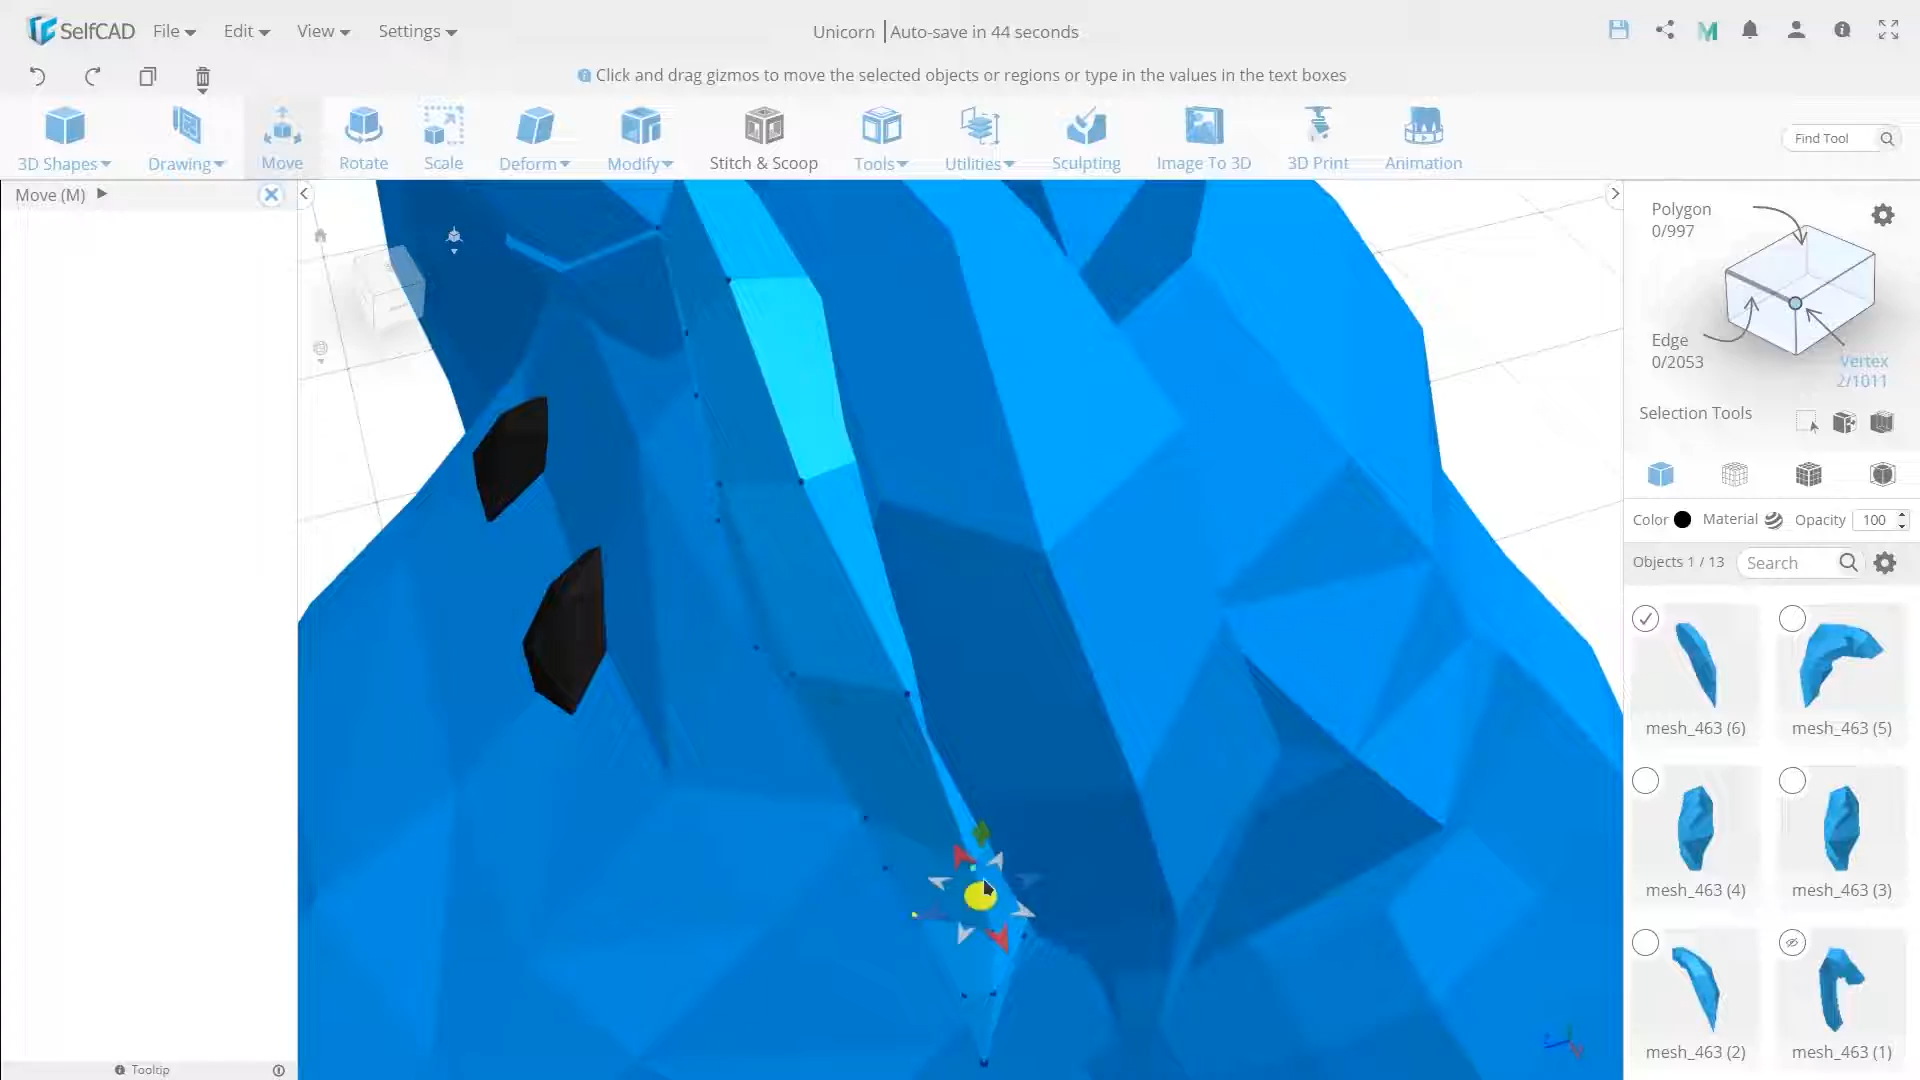 SelfCAD File Edit View Settings Unicorn Auto-save in 44 seconds M
Click and drag gizmos to move the selected objects or regions or type in the values in the text boxes
3D Shapes Drawing Move Rotate Scale Deform Modify Stitch & Scoop Tools Utilities Sculpting Image To 3D 3D Print Animation Find Tool
Move (M)
Polygon
0/997
Edge
0/2053
Vertex
2/1011
Selection Tools
Color Material Opacity 100
Objects 1 / 13 Search
mesh_463 (6) mesh_463 (5)
mesh_463 (4) mesh_463 (3)
mesh_463 (2) mesh_463 (1)
Tooltip